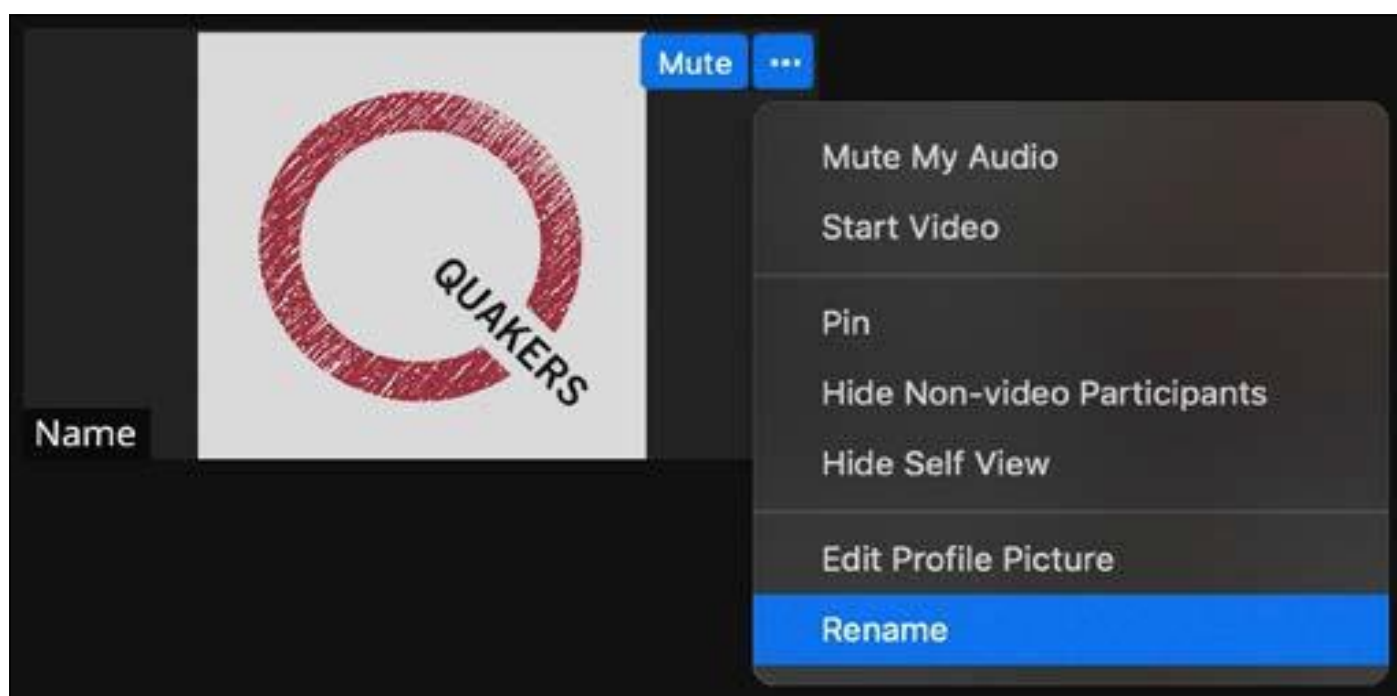 Mute ...
QUAKERS
Name
Mute My Audio
Start Video
Pin
Hide Non-video Participants
Hide Self View
Edit Profile Picture
Rename